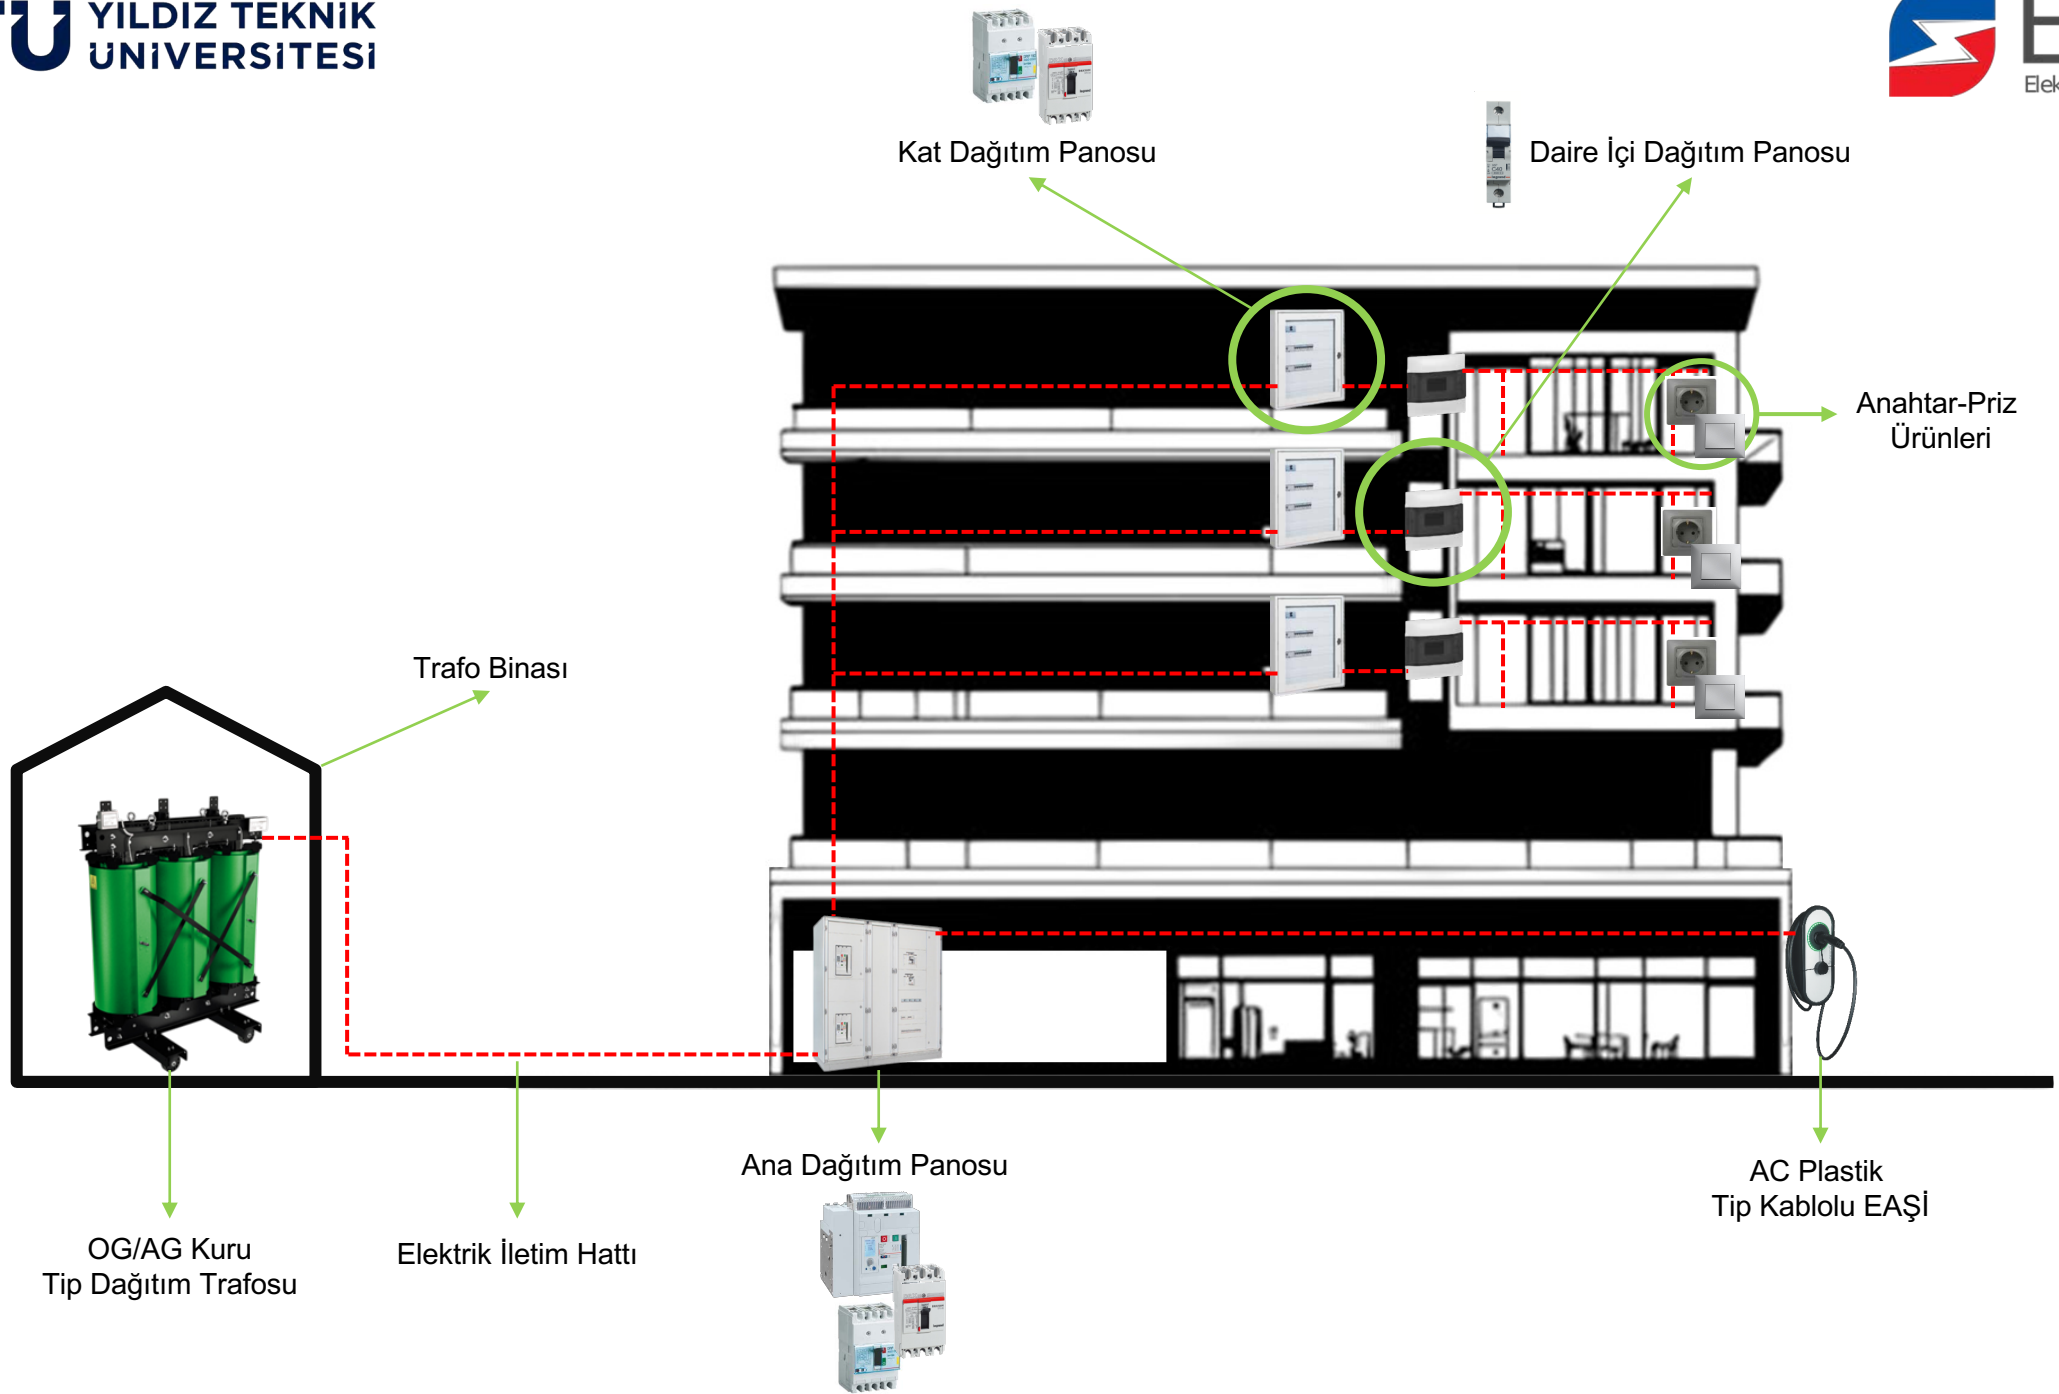 YILDIZ TEKNİK
ÜNİVERSİTESİ
Elek
Kat Dağıtım Panosu
Daire İçi Dağıtım Panosu
Anahtar-Priz
Ürünleri
Trafo Binası
Ana Dağıtım Panosu
AC Plastik
Tip Kablolu EAŞİ
OG/AG Kuru
Tip Dağıtım Trafosu
Elektrik İletim Hattı